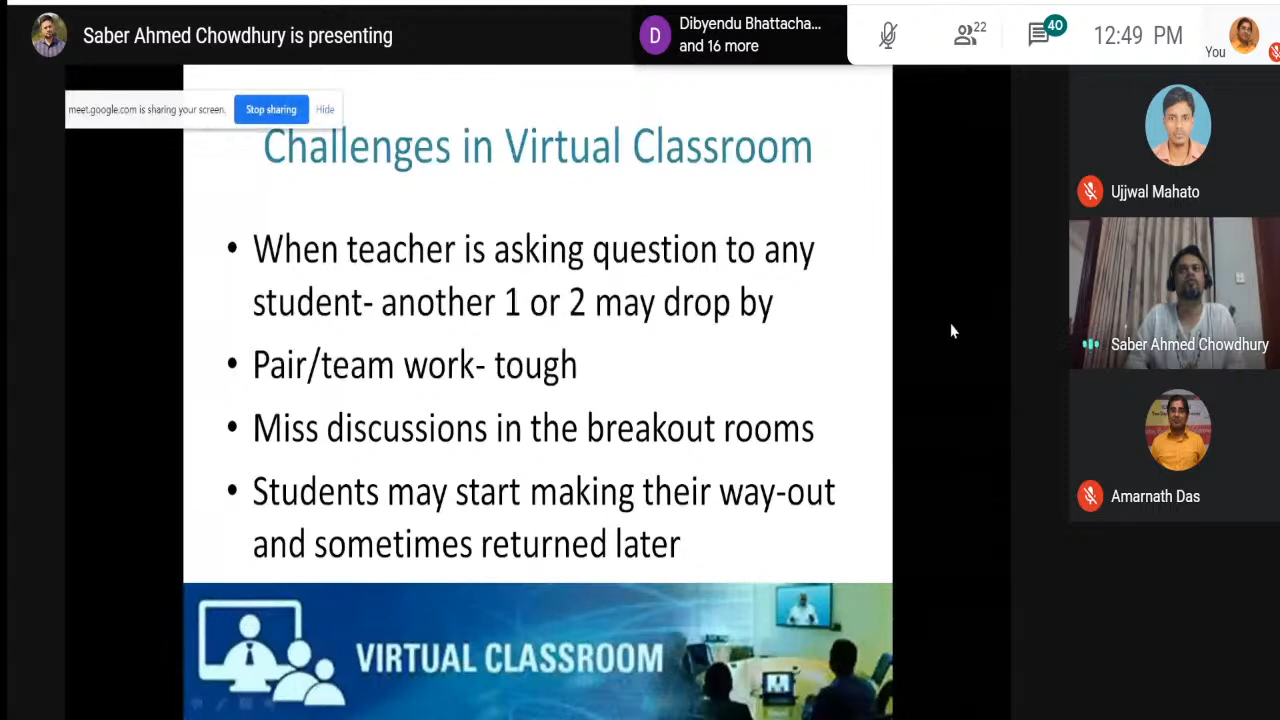 Saber Ahmed Chowdhury is presenting
D
Dibyendu Bhattacha...
and 16 more
22
40
12:49 PM
You
meet.google.com is sharing your screen.
Stop sharing
Hide
Challenges in Virtual Classroom
• When teacher is asking question to any
student- another 1 or 2 may drop by
• Pair/team work- tough
• Miss discussions in the breakout rooms
• Students may start making their way-out
and sometimes returned later
VIRTUAL CLASSROOM
Ujjwal Mahato
Saber Ahmed Chowdhury
Amarnath Das